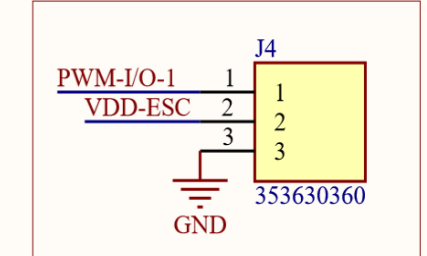 J4
PWM-I/O-1 1 1
VDD-ESC 2 2
3 3
353630360
GND